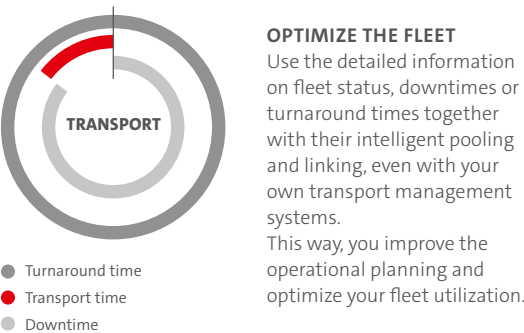 TRANSPORT
Turnaround time
Transport time
Downtime
OPTIMIZE THE FLEET
Use the detailed information
on fleet status, downtimes or
turnaround times together
with their intelligent pooling
and linking, even with your
own transport management
systems.
This way, you improve the
operational planning and
optimize your fleet utilization.